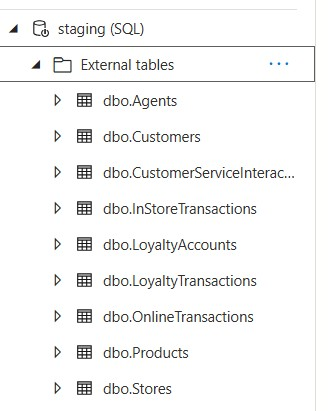 staging (SQL)
External tables
dbo.Agents
dbo.Customers
dbo.CustomerServiceInterac...
dbo.InStoreTransactions
dbo.LoyaltyAccounts
dbo.LoyaltyTransactions
dbo.OnlineTransactions
dbo.Products
dbo.Stores